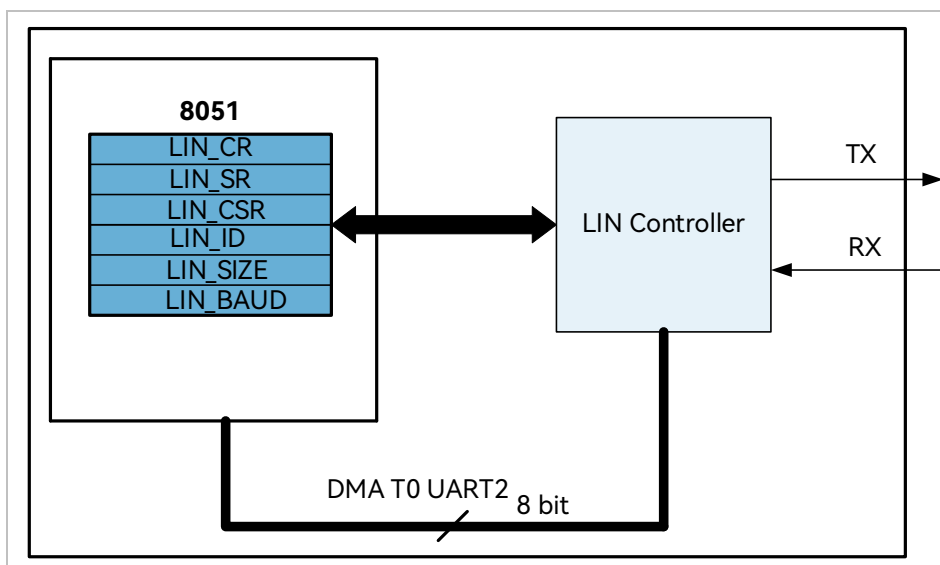 8051
LIN_CR
LIN_SR
LIN_CSR
LIN_ID
LIN_SIZE
LIN_BAUD
LIN Controller
TX
RX
DMA T0 UART2
8 bit